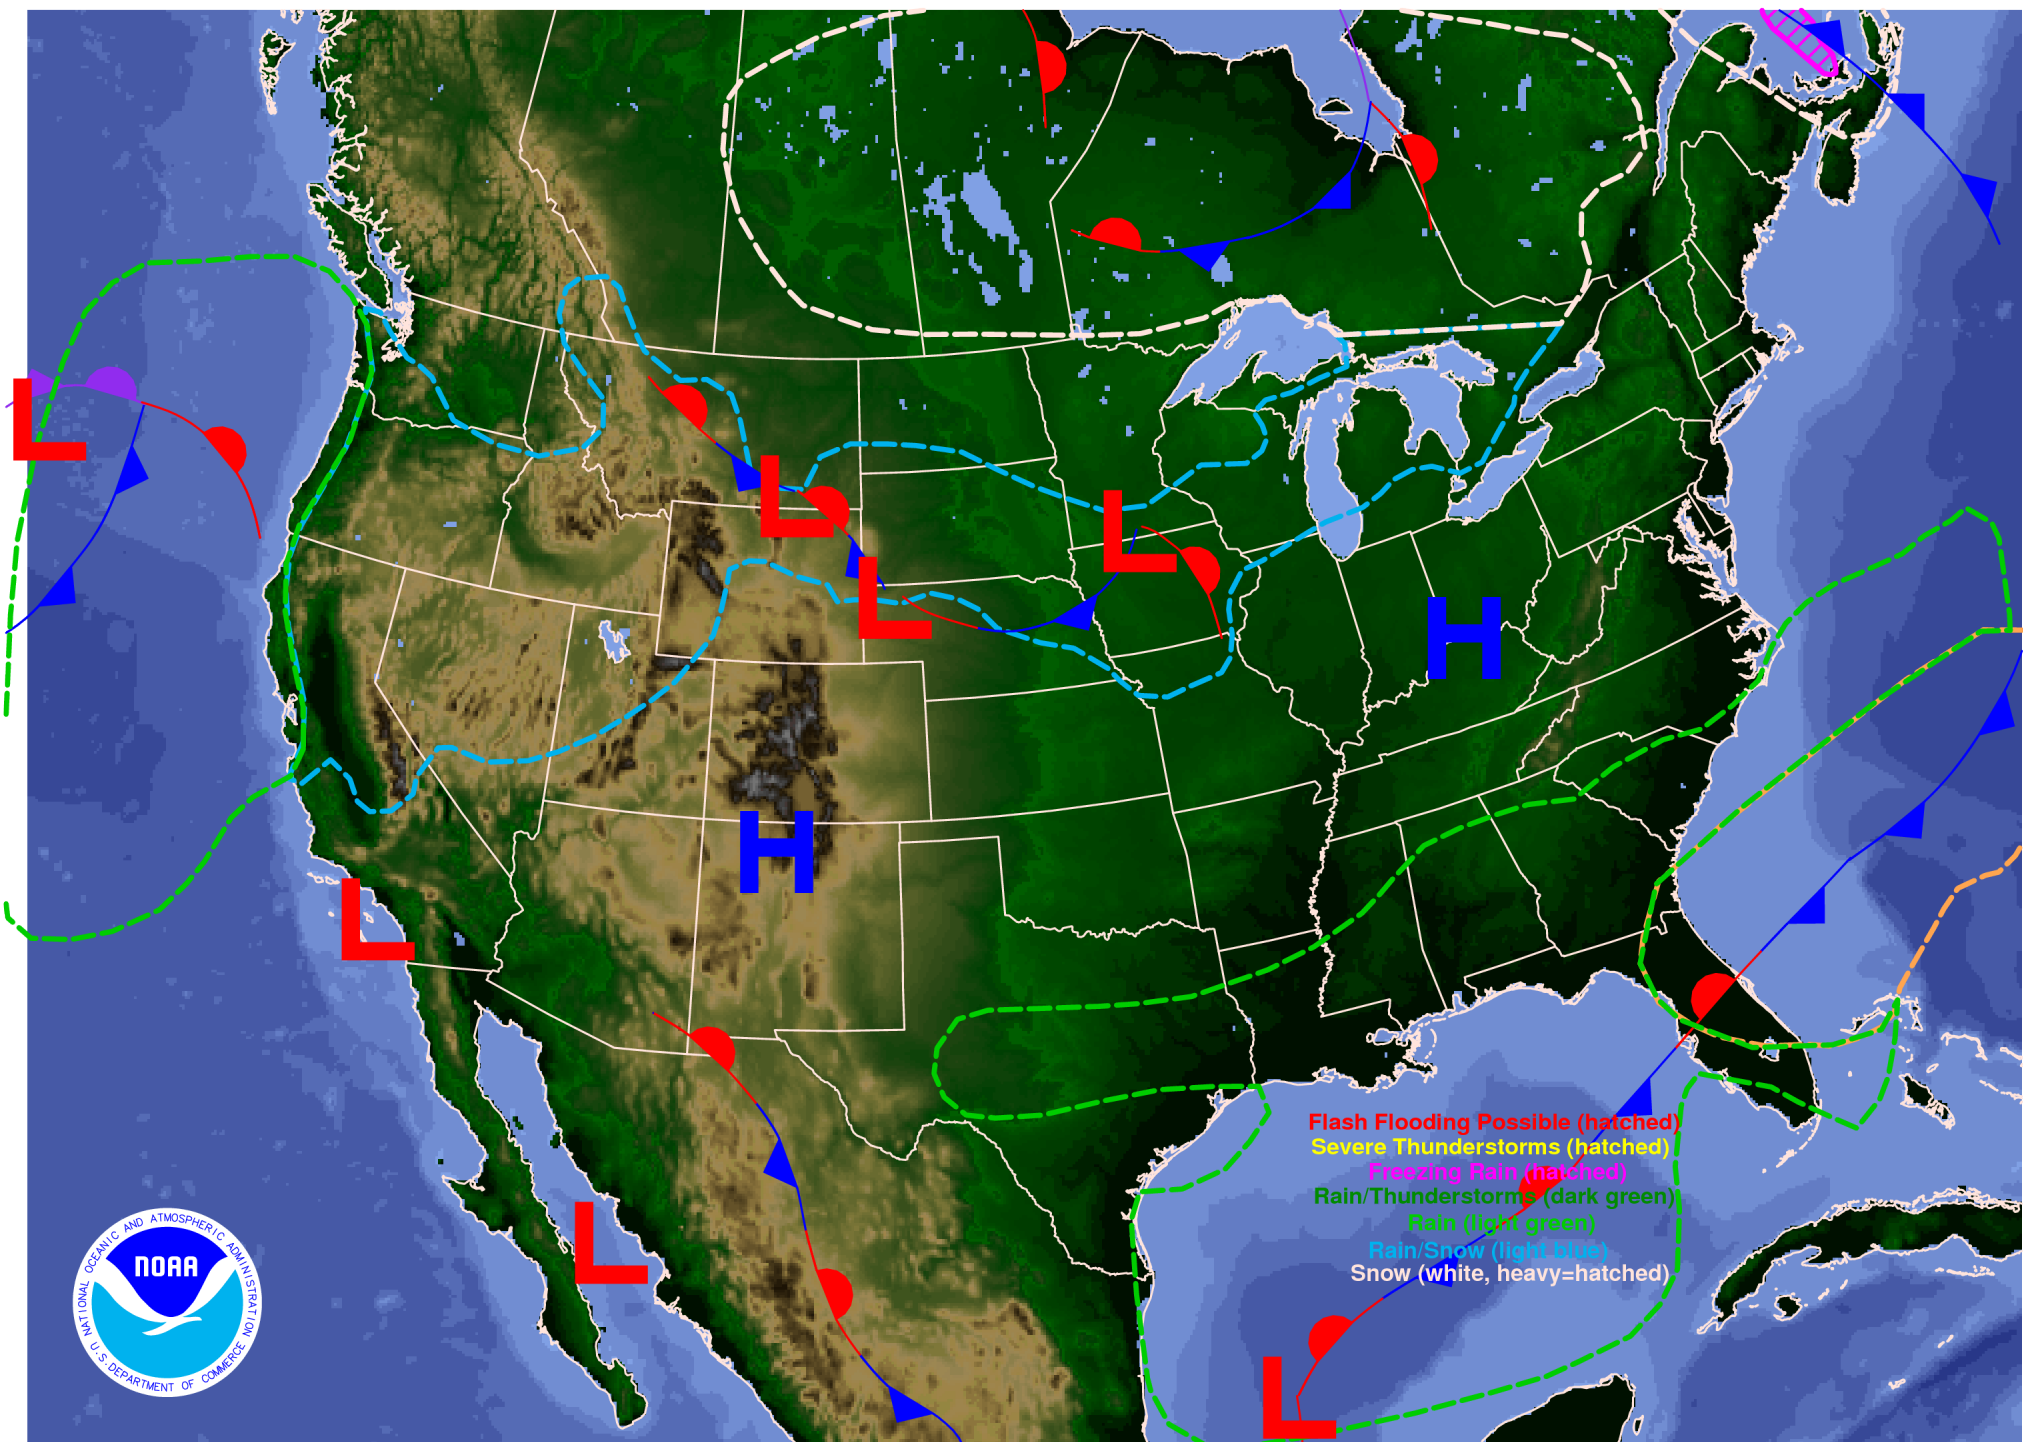 L
L
L
L
H
H
L
Flash Flooding Possible (hatched)
Severe Thunderstorms (hatched)
Freezing Rain (hatched)
Rain/Thunderstorms (dark green)
Rain (light green)
Rain/Snow (light blue)
Snow (white, heavy=hatched)
L
L
NATIONAL OCEANIC AND ATMOSPHERIC ADMINISTRATION
NOAA
U.S. DEPARTMENT OF COMMERCE